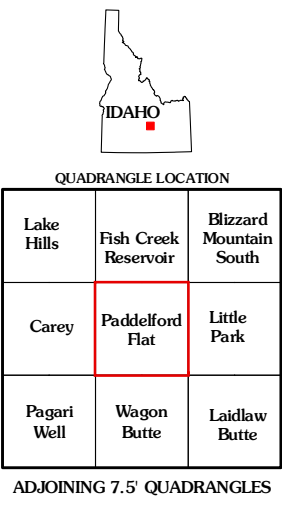 IDAHO
QUADRANGLE LOCATION
Lake
Hills
Fish Creek
Reservoir
Blizzard
Mountain
South
Carey
Paddelford
Flat
Little
Park
Pagari
Well
Wagon
Butte
Laidlaw
Butte
ADJOINING 7.5' QUADRANGLES